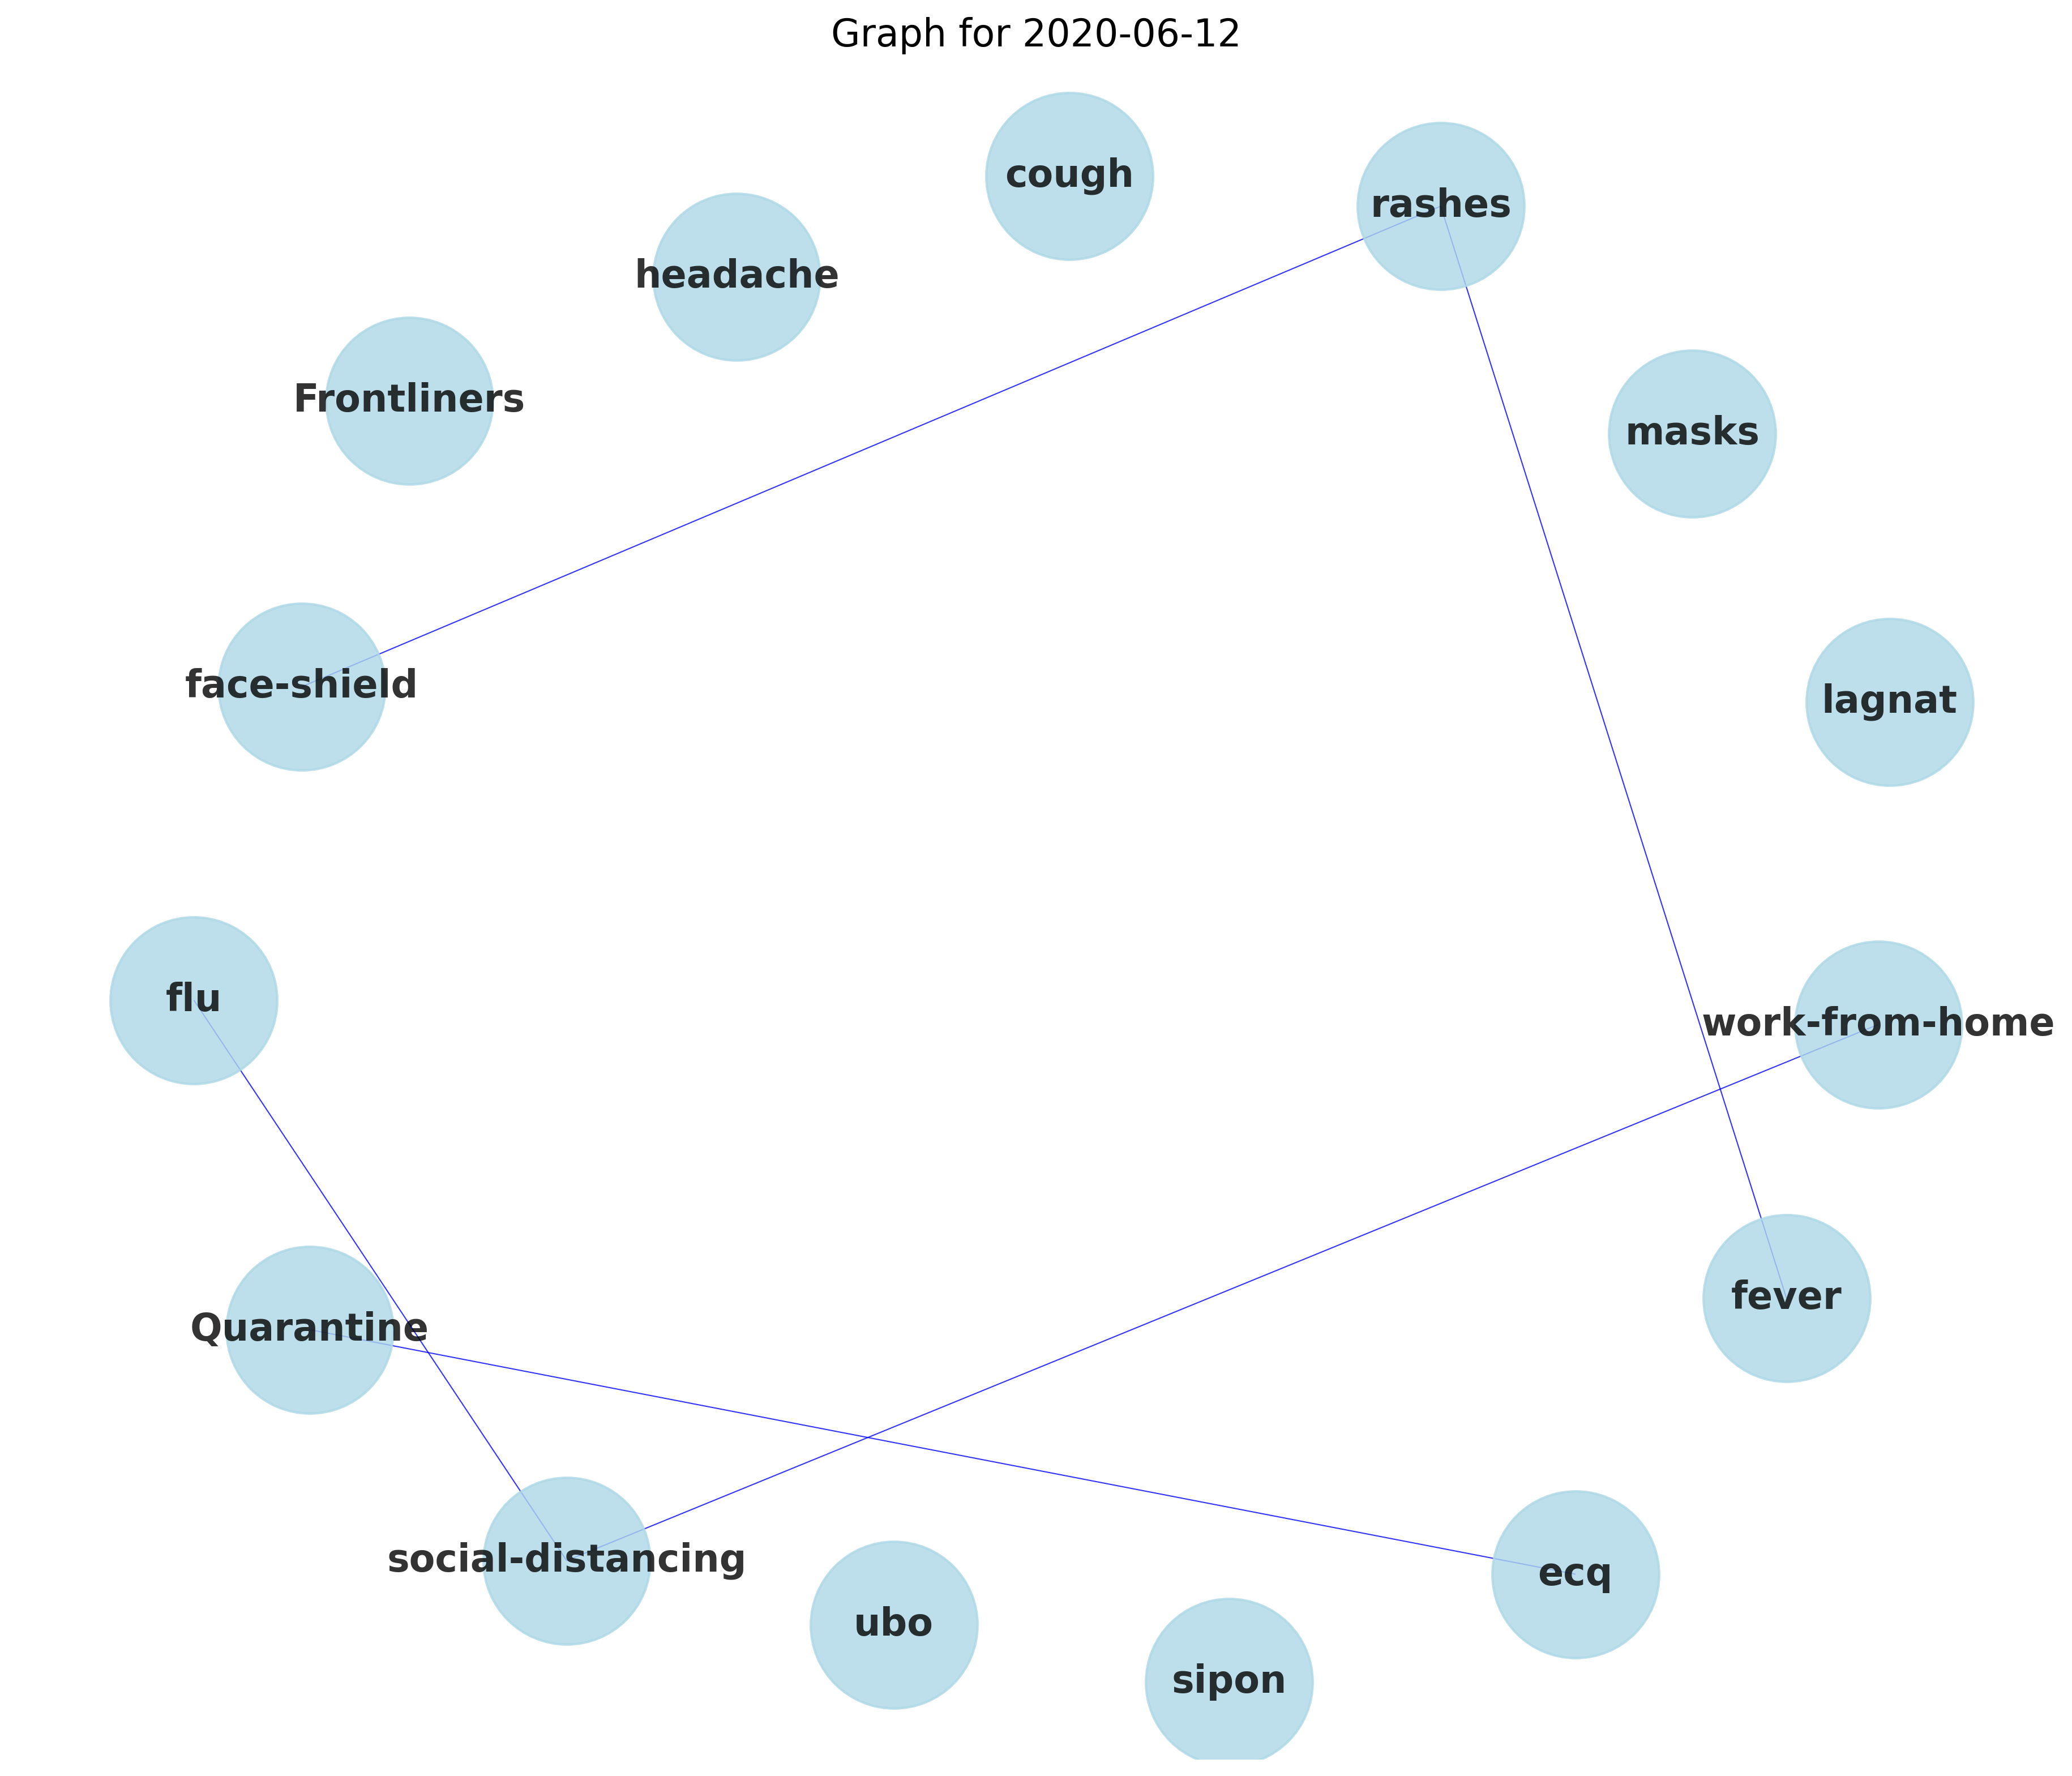 Graph for 2020-06-12
cough
rashes
headache
Frontliners
masks
face-shield
lagnat
flu
work-from-home
fever
Quarantine
social-distancing
ecq
ubo
sipon